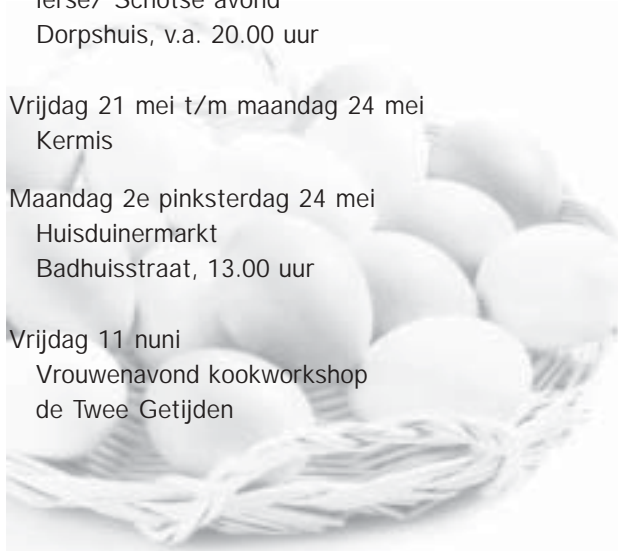 Ierse/ Schotse avond
Dorpshuis, v.a. 20.00 uur
Vrijdag 21 mei t/m maandag 24 mei
Kermis
Maandag 2e pinksterdag 24 mei
Huisduinermarkt
Badhuisstraat, 13.00 uur
Vrijdag 11 nuni
Vrouwenavond kookworkshop
de Twee Getijden